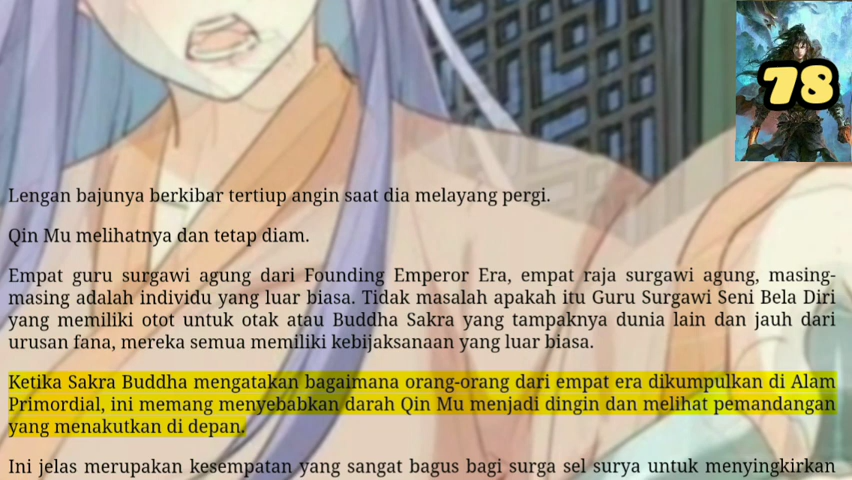 78
Lengan bajunya berkibar tertiup angin saat dia melayang pergi.
Qin Mu melihatnya dan tetap diam.
Empat guru surgawi agung dari Founding Emperor Era, empat raja surgawi agung, masing-
masing adalah individu yang luar biasa. Tidak masalah apakah itu Guru Surgawi Seni Bela Diri
yang memiliki otot untuk otak atau Buddha Sakra yang tampaknya dunia lain dan jauh dari
urusan fana, mereka semua memiliki kebijaksanaan yang luar biasa.
Ketika Sakra Buddha mengatakan bagaimana orang-orang dari empat era dikumpulkan di Alam
Primordial, ini memang menyebabkan darah Qin Mu menjadi dingin dan melihat pemandangan
yang menakutkan di depan.
Ini jelas merupakan kesempatan yang sangat bagus bagi surga sel surya untuk menyingkirkan